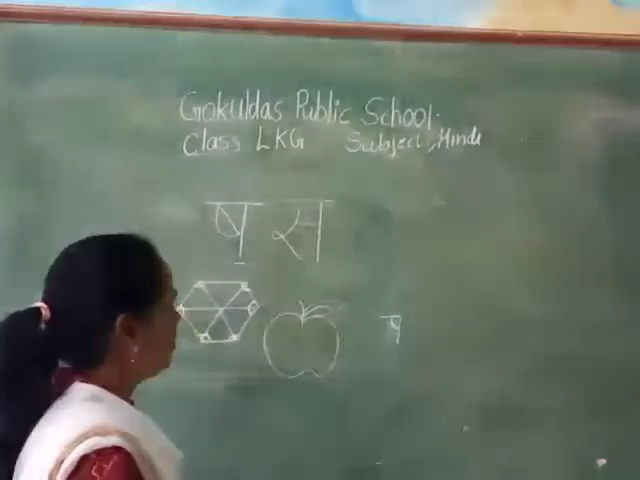 Gokuldas Public School.
Class LKG Subject, Hindi
ष स
प